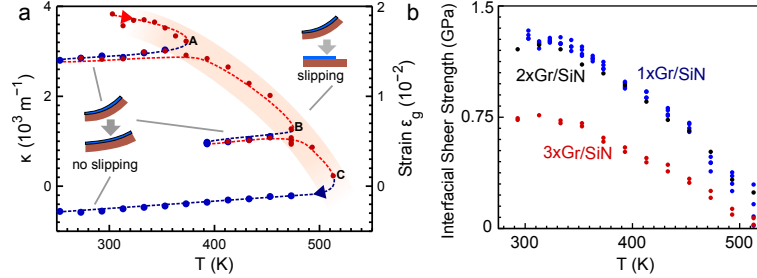 a
4
2
0
κ (10³ m⁻¹)
300
400
500
T (K)
2
1
0
Strain ε_g (10⁻²)
A
B
C
slipping
no slipping
b
1.5
0.75
0
Interfacial Sheer Strength (GPa)
300
400
500
T (K)
2xGr/SiN
1xGr/SiN
3xGr/SiN